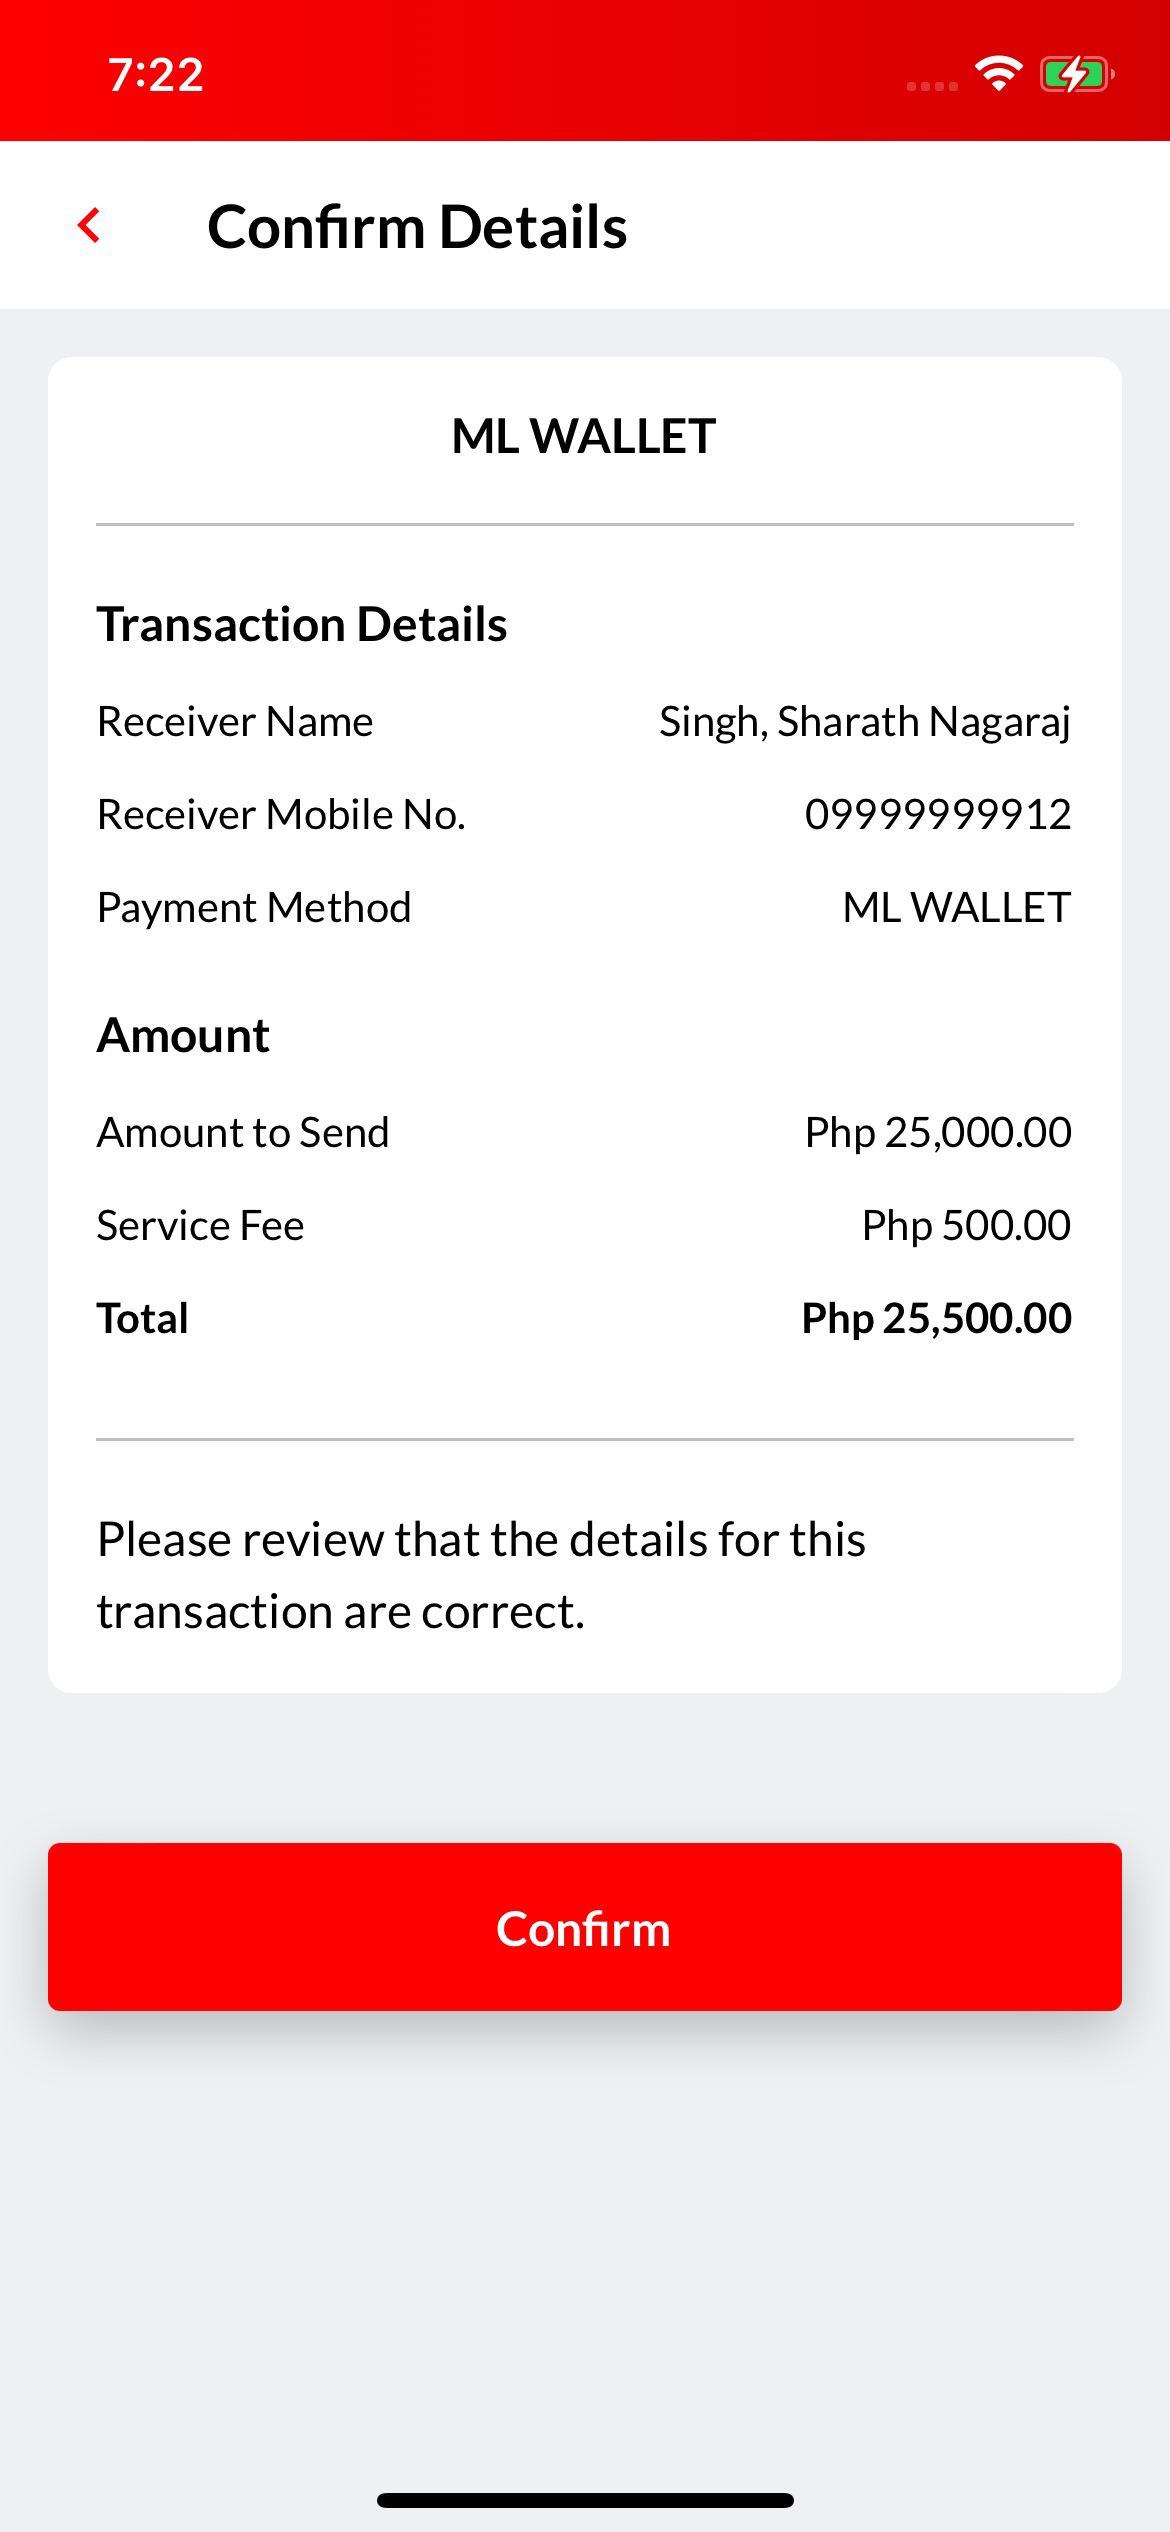 7:22
Confirm Details
ML WALLET
Transaction Details
Receiver Name Singh, Sharath Nagaraj
Receiver Mobile No. 09999999912
Payment Method ML WALLET
Amount
Amount to Send Php 25,000.00
Service Fee Php 500.00
Total Php 25,500.00
Please review that the details for this
transaction are correct.
Confirm